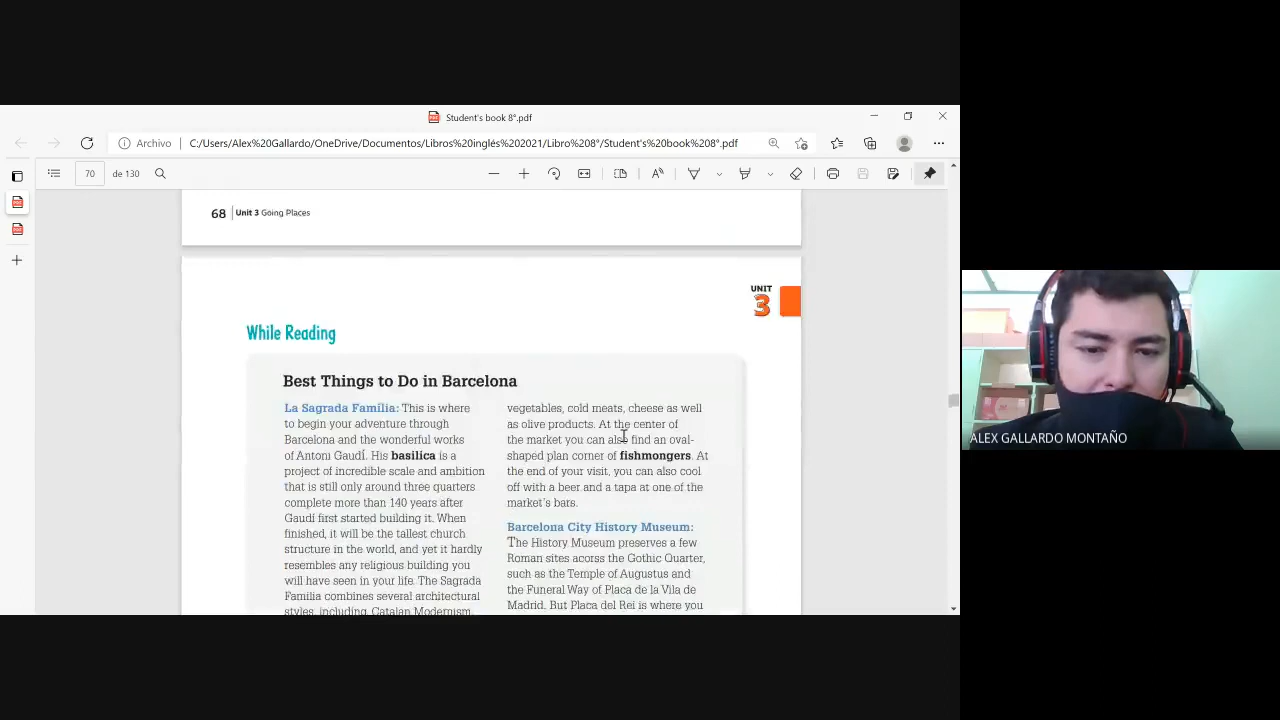 Student's book 8°.pdf
Archivo
C:/Users/Alex%20Gallardo/OneDrive/Documentos/Libros%20inglés%202021/Libro%208°/Student's%20book%208°.pdf
70
de 130
68 | Unit 3 Going Places
UNIT
3
While Reading
Best Things to Do in Barcelona
La Sagrada Família: This is where
to begin your adventure through
Barcelona and the wonderful works
of Antoni Gaudí. His basilica is a
project of incredible scale and ambition
that is still only around three quarters
complete more than 140 years after
Gaudí first started building it. When
finished, it will be the tallest church
structure in the world, and yet it hardly
resembles any religious building you
will have seen in your life. The Sagrada
Família combines several architectural
styles, including, Catalan Modernism,
vegetables, cold meats, cheese as well
as olive products. At the center of
the market you can also find an oval-
shaped plan corner of fishmongers. At
the end of your visit, you can also cool
off with a beer and a tapa at one of the
market's bars.
Barcelona City History Museum:
The History Museum preserves a few
Roman sites acorss the Gothic Quarter,
such as the Temple of Augustus and
the Funeral Way of Placa de la Vila de
Madrid. But Placa del Rei is where you
ALEX GALLARDO MONTAÑO